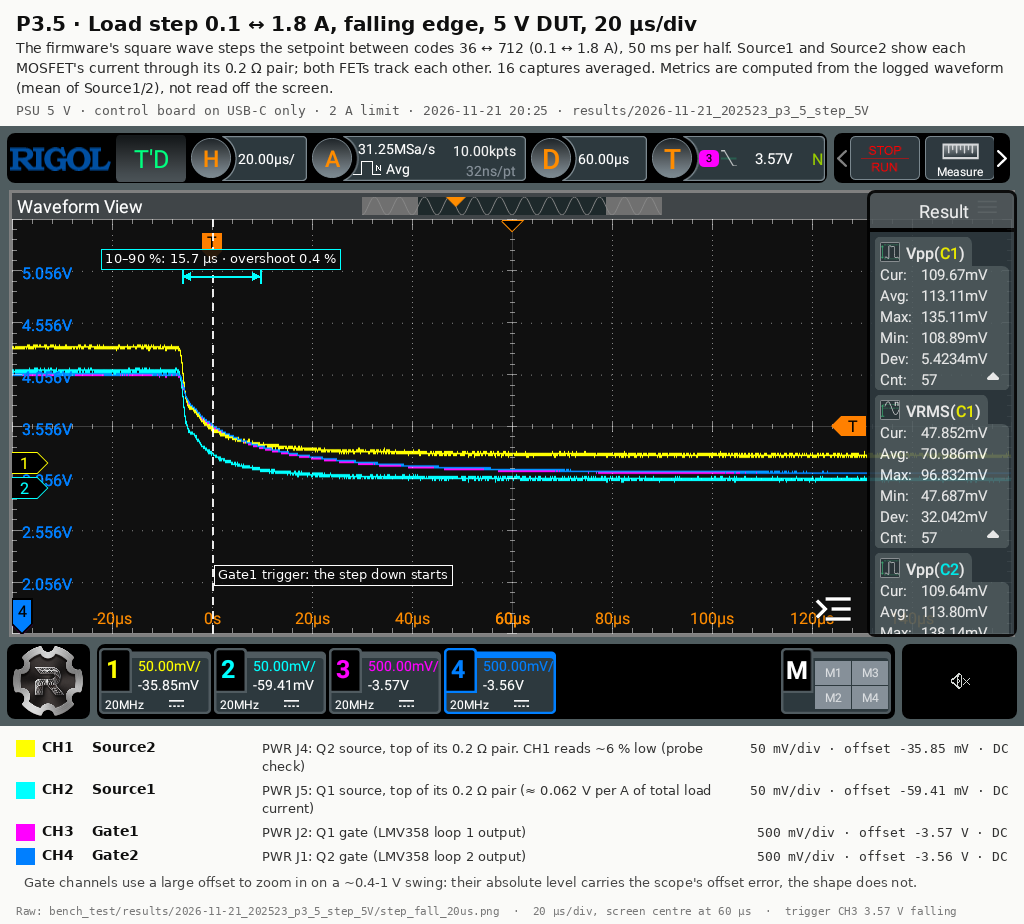 P3.5 · Load step 0.1 ↔ 1.8 A, falling edge, 5 V DUT, 20 µs/div
The firmware's square wave steps the setpoint between codes 36 ↔ 712 (0.1 ↔ 1.8 A), 50 ms per half. Source1 and Source2 show each
MOSFET's current through its 0.2 Ω pair; both FETs track each other. 16 captures averaged. Metrics are computed from the logged waveform
(mean of Source1/2), not read off the screen.
PSU 5 V · control board on USB-C only · 2 A limit · 2026-11-21 20:25 · results/2026-11-21_202523_p3_5_step_5V
RIGOL T'D H 20.00µs/ A 31.25MSa/s 10.00kpts D 60.00µs T 3 3.57V N STOP
N Avg 32ns/pt RUN Measure
Waveform View
Result
T
10–90 %: 15.7 µs · overshoot 0.4 %
5.056V
4.556V
4.056V
3.556V
T
1
2
2.556V
Gate1 trigger: the step down starts
2.056V
4
-20µs 0s 20µs 40µs 60µs 80µs 100µs 120µs
Vpp(C1)
Cur: 109.67mV
Avg: 113.11mV
Max: 135.11mV
Min: 108.89mV
Dev: 5.4234mV
Cnt: 57
VRMS(C1)
Cur: 47.852mV
Avg: 70.986mV
Max: 96.832mV
Min: 47.687mV
Dev: 32.042mV
Cnt: 57
Vpp(C2)
Cur: 109.64mV
Avg: 113.80mV
Max: 138.14mV
R
1 50.00mV/ -35.85mV 20MHz
2 50.00mV/ -59.41mV 20MHz
3 500.00mV/ -3.57V 20MHz
4 500.00mV/ -3.56V 20MHz
M M1 M3
M2 M4
CH1 Source2 PWR J4: Q2 source, top of its 0.2 Ω pair. CH1 reads ~6 % low (probe 50 mV/div · offset -35.85 mV · DC
check)
CH2 Source1 PWR J5: Q1 source, top of its 0.2 Ω pair (≈ 0.062 V per A of total load 50 mV/div · offset -59.41 mV · DC
current)
CH3 Gate1 PWR J2: Q1 gate (LMV358 loop 1 output) 500 mV/div · offset -3.57 V · DC
CH4 Gate2 PWR J1: Q2 gate (LMV358 loop 2 output) 500 mV/div · offset -3.56 V · DC
Gate channels use a large offset to zoom in on a ~0.4-1 V swing: their absolute level carries the scope's offset error, the shape does not.
Raw: bench_test/results/2026-11-21_202523_p3_5_step_5V/step_fall_20us.png · 20 µs/div, screen centre at 60 µs · trigger CH3 3.57 V falling